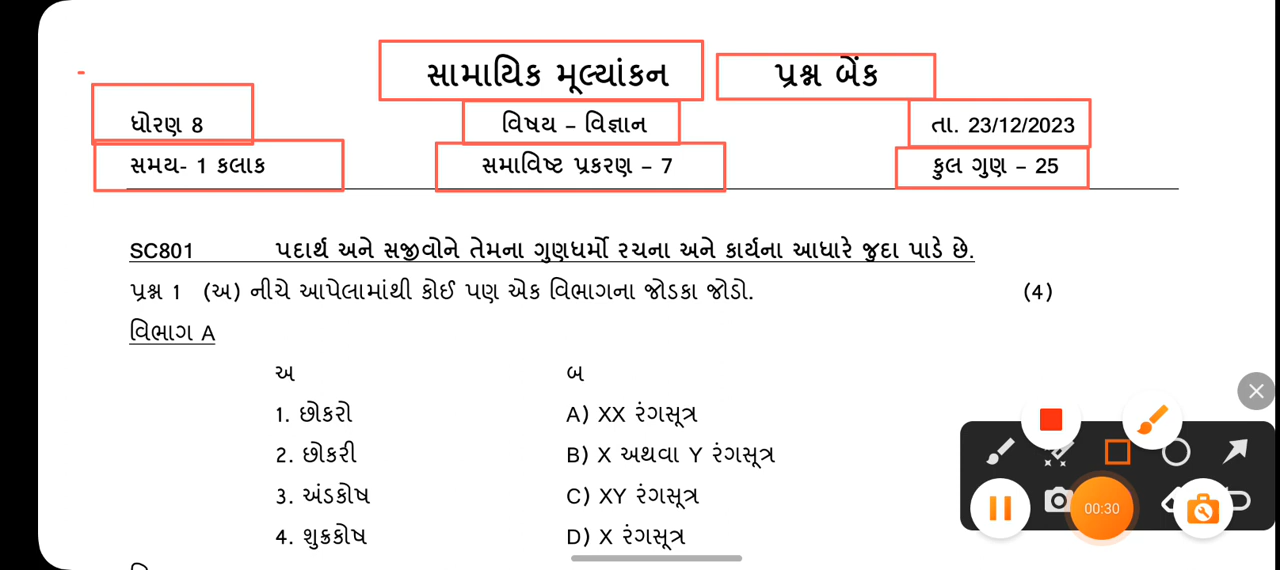 સામાયિક મૂલ્યાંકન પ્રશ્ન બેંક
ધોરણ 8 વિષય – વિજ્ઞાન તા. 23/12/2023
સમય- 1 કલાક સમાવિષ્ટ પ્રકરણ – 7 કુલ ગુણ – 25
SC801 પદાર્થ અને સજીવોને તેમના ગુણધર્મો રચના અને કાર્યના આધારે જુદા પાડે છે.
પ્રશ્ન 1 (અ) નીચે આપેલામાંથી કોઈ પણ એક વિભાગના જોડકા જોડો. (4)
વિભાગ A
અ બ
1. છોકરો A) XX રંગસૂત્ર
2. છોકરી B) X અથવા Y રંગસૂત્ર
3. અંડકોષ C) XY રંગસૂત્ર
4. શુક્રકોષ D) X રંગસૂત્ર
00:30